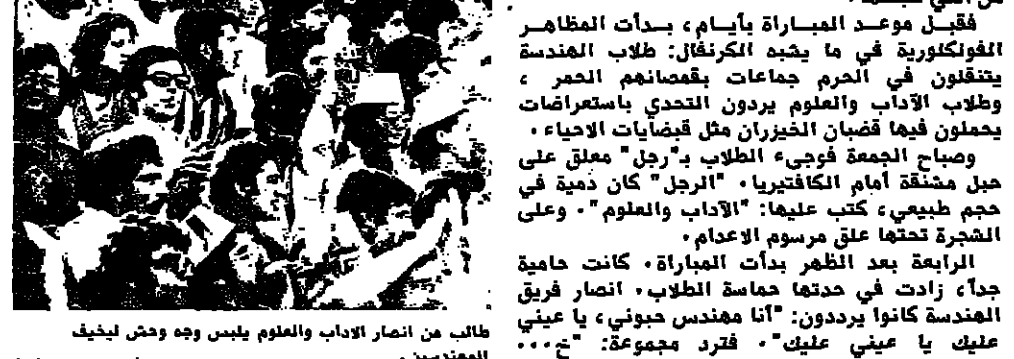 فقبل موعد المباراة بأيام، بدأت المظاهر
الفولكلورية في ما يشبه الكرنفال: طلاب الهندسة
يتنقلون في الحرم جماعات بقمصانهم الحمر ،
وطلاب الآداب والعلوم يردون التحدي باستعراضات
يحملون فيها قضبان الخيزران مثل قبضايات الاحياء .
وصباح الجمعة فوجىء الطلاب بـ"رجل" معلق على
حبل مشنقة أمام الكافتيريا . "الرجل" كان دمية في
حجم طبيعي، كتب عليها: "الآداب والعلوم" . وعلى
الشجرة تحتها علق مرسوم الاعدام .
الرابعة بعد الظهر بدأت المباراة . كانت حامية
جداً، زادت في حدتها حماسة الطلاب . انصار فريق
الهندسة كانوا يرددون: "أنا مهندس حبوني، يا عيني
عليك يا عيني عليك" . فترد مجموعة: "خ...
طالب من انصار الاداب والعلوم يلبس وجه وحش ليخيف
المهندسين .